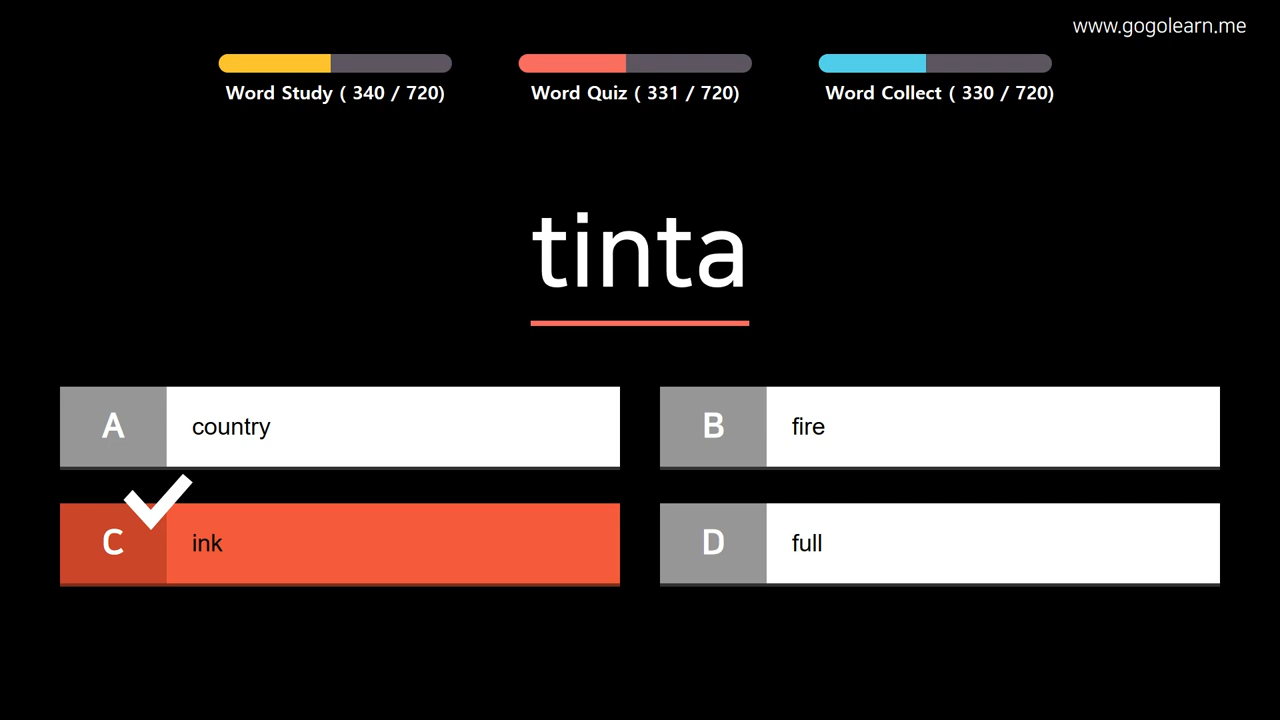 www.gogolearn.me
Word Study ( 340 / 720)
Word Quiz ( 331 / 720)
Word Collect ( 330 / 720)
tinta
A
country
B
fire
C
ink
D
full